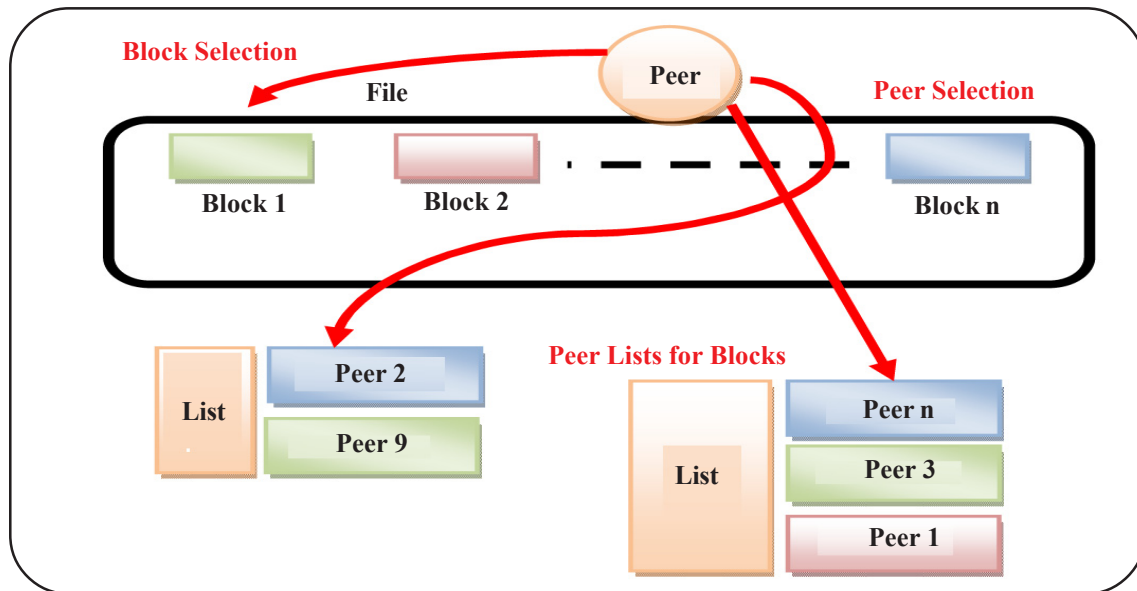 Block Selection
Peer
File
Peer Selection
Block 1
Block 2
Block n
Peer 2
List
Peer 9
Peer Lists for Blocks
Peer n
List
Peer 3
Peer 1